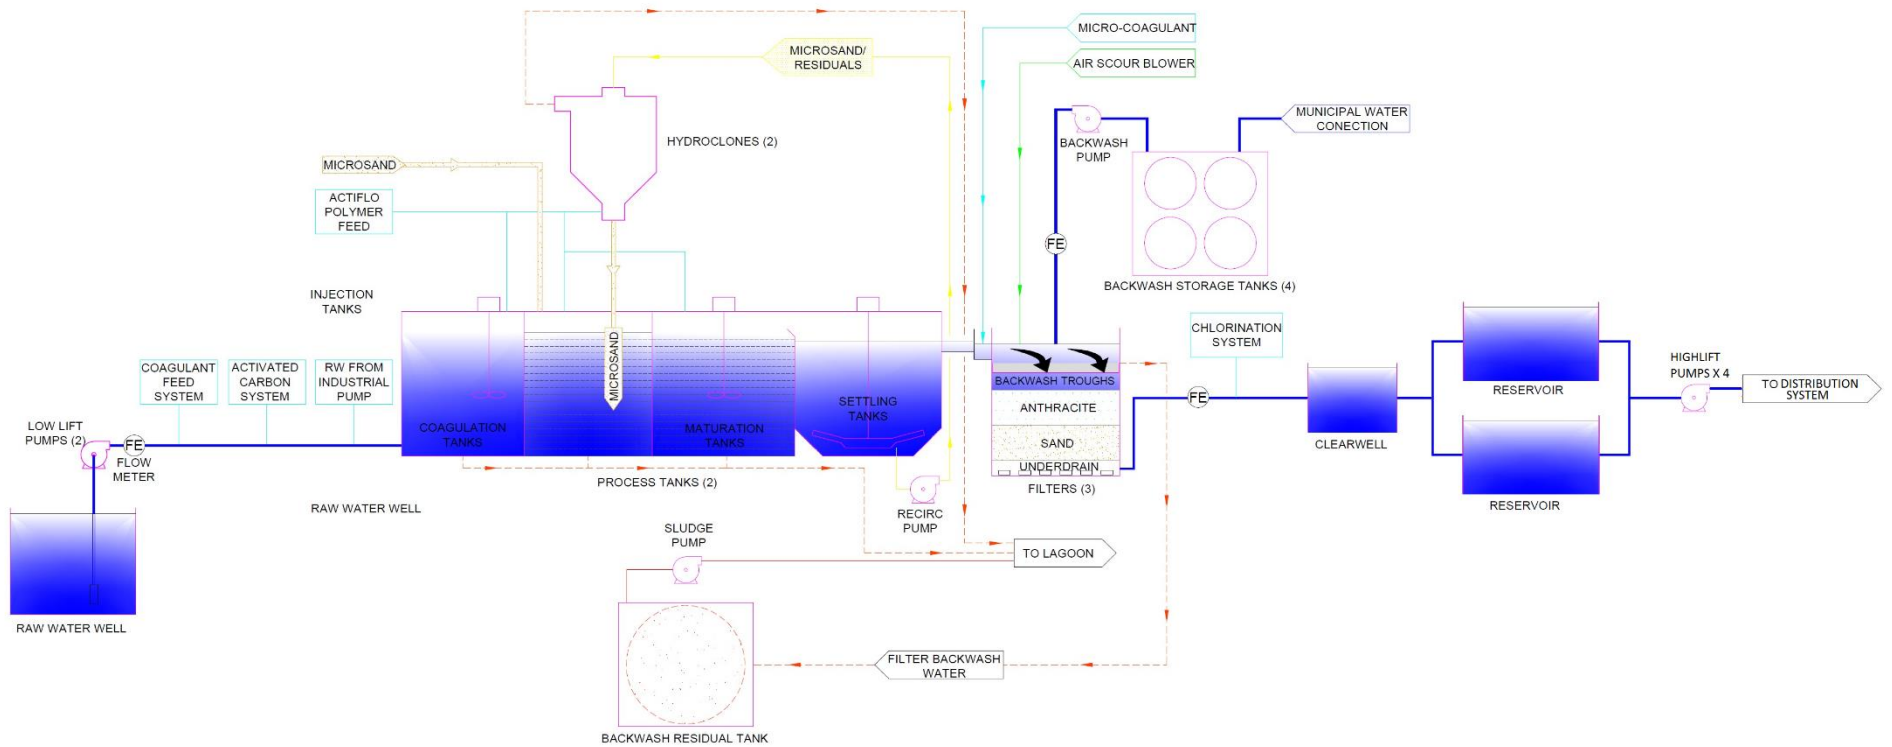 MICRO-COAGULANT
MICROSAND/
RESIDUALS
AIR SCOUR BLOWER
MUNICIPAL WATER
CONECTION
HYDROCLONES (2)
BACKWASH
PUMP
MICROSAND
ACTIFLO
POLYMER
FEED
FE
BACKWASH STORAGE TANKS (4)
INJECTION
TANKS
CHLORINATION
SYSTEM
COAGULANT
FEED
SYSTEM
ACTIVATED
CARBON
SYSTEM
RW FROM
INDUSTRIAL
PUMP
MICROSAND
BACKWASH TROUGHS
HIGHLIFT
PUMPS X 4
TO DISTRIBUTION
SYSTEM
RESERVOIR
SETTLING
TANKS
ANTHRACITE
FE
LOW LIFT
PUMPS (2)
FE
FLOW
METER
COAGULATION
TANKS
MATURATION
TANKS
SAND
CLEARWELL
UNDERDRAIN
PROCESS TANKS (2)
FILTERS (3)
RAW WATER WELL
RECIRC
PUMP
RESERVOIR
SLUDGE
PUMP
TO LAGOON
RAW WATER WELL
FILTER BACKWASH
WATER
BACKWASH RESIDUAL TANK